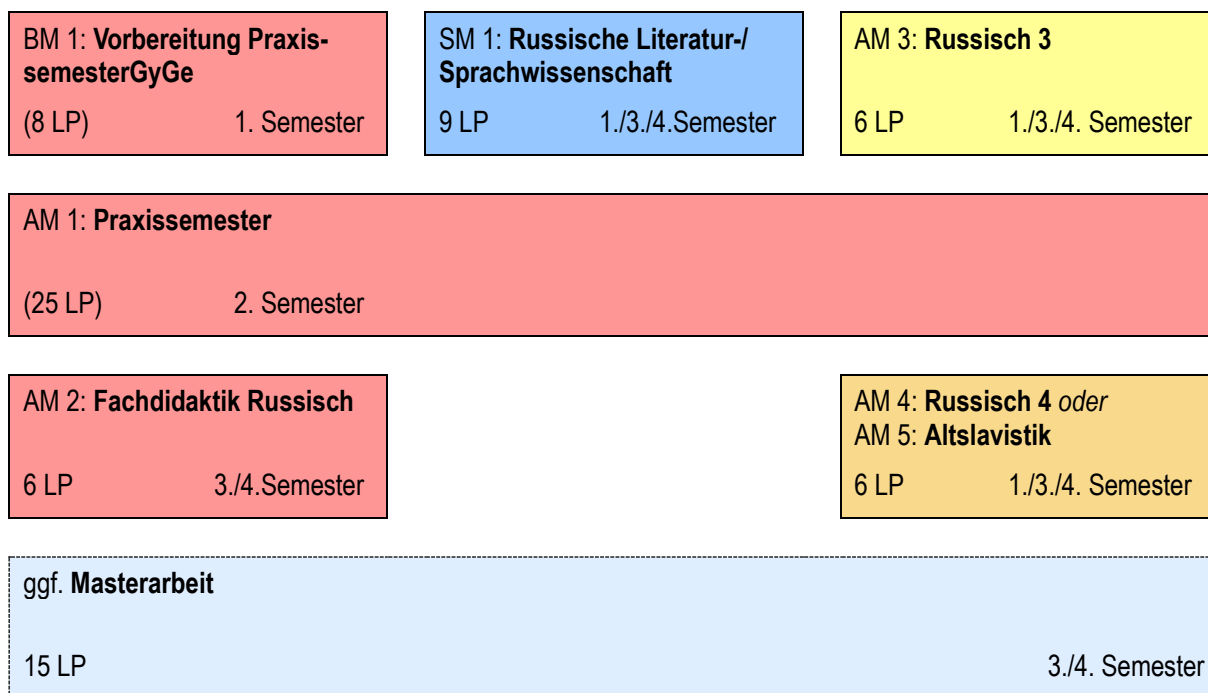 BM 1: Vorbereitung Praxis-
semesterGyGe
(8 LP) 1. Semester
SM 1: Russische Literatur-/
Sprachwissenschaft
9 LP 1./3./4.Semester
AM 3: Russisch 3
6 LP 1./3./4. Semester
AM 1: Praxissemester
(25 LP) 2. Semester
AM 2: Fachdidaktik Russisch
6 LP 3./4.Semester
AM 4: Russisch 4 oder
AM 5: Altslavistik
6 LP 1./3./4. Semester
ggf. Masterarbeit
15 LP 3./4. Semester